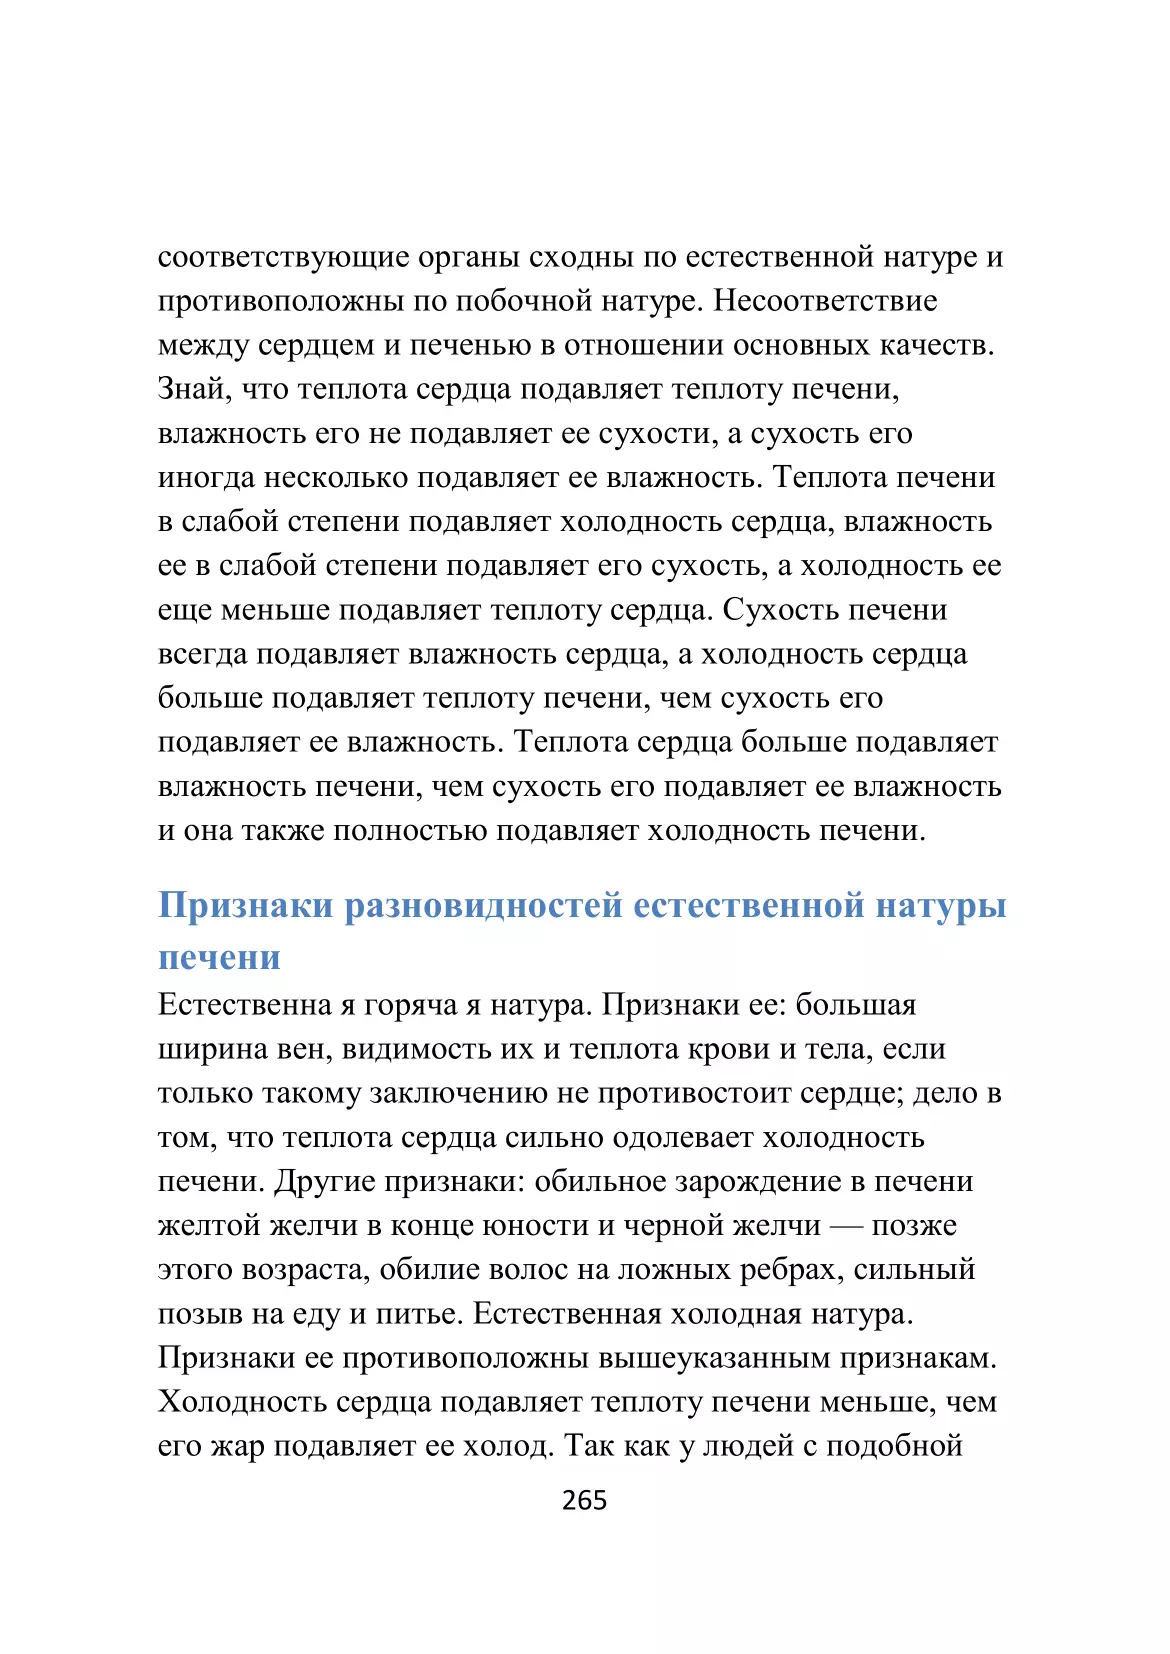 соответствующие органы сходны по естественной натуре и
противоположны по побочной натуре. Несоответствие
между сердцем и печенью в отношении основных качеств.
Знай, что теплота сердца подавляет теплоту печени,
влажность его не подавляет ее сухости, а сухость его
иногда несколько подавляет ее влажность. Теплота печени
в слабой степени подавляет холодность сердца, влажность
ее в слабой степени подавляет его сухость, а холодность ее
еще меньше подавляет теплоту сердца. Сухость печени
всегда подавляет влажность сердца, а холодность сердца
больше подавляет теплоту печени, чем сухость его
подавляет ее влажность. Теплота сердца больше подавляет
влажность печени, чем сухость его подавляет ее влажность
и она также полностью подавляет холодность печени.
Признаки разновидностей естественной натуры
печени
Естественна я горяча я натура. Признаки ее: большая
ширина вен, видимость их и теплота крови и тела, если
только такому заключению не противостоит сердце; дело в
том, что теплота сердца сильно одолевает холодность
печени. Другие признаки: обильное зарождение в печени
желтой желчи в конце юности и черной желчи — позже
этого возраста, обилие волос на ложных ребрах, сильный
позыв на еду и питье. Естественная холодная натура.
Признаки ее противоположны вышеуказанным признакам.
Холодность сердца подавляет теплоту печени меньше, чем
его жар подавляет ее холод. Так как у людей с подобной
265